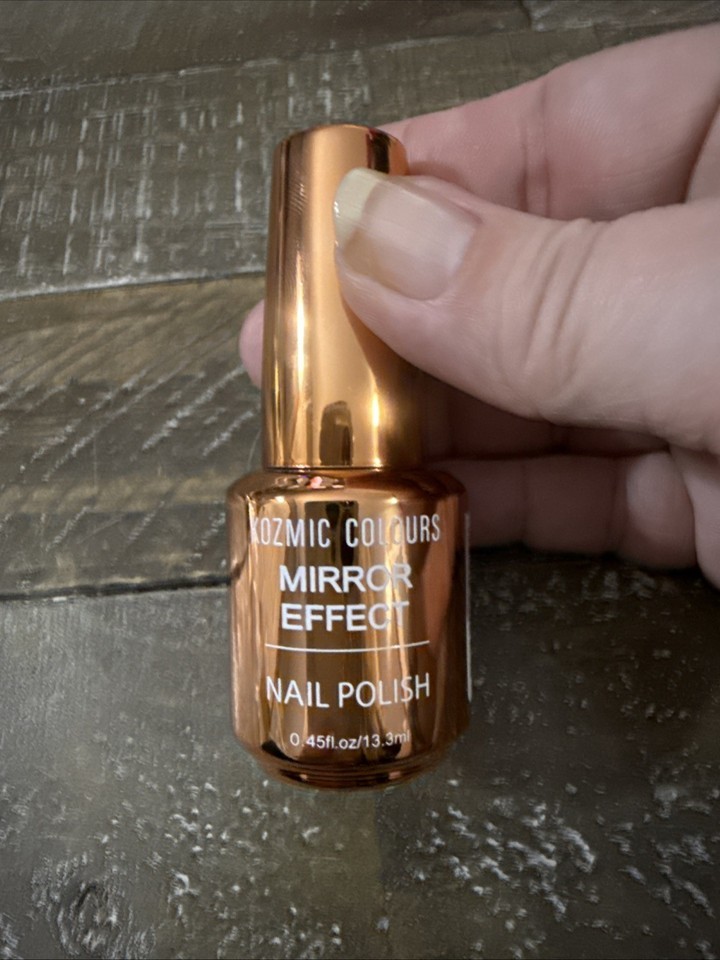 KOZMIC COLOURS
MIRROR
EFFECT
NAIL POLISH
0.45fl.oz/13.3ml